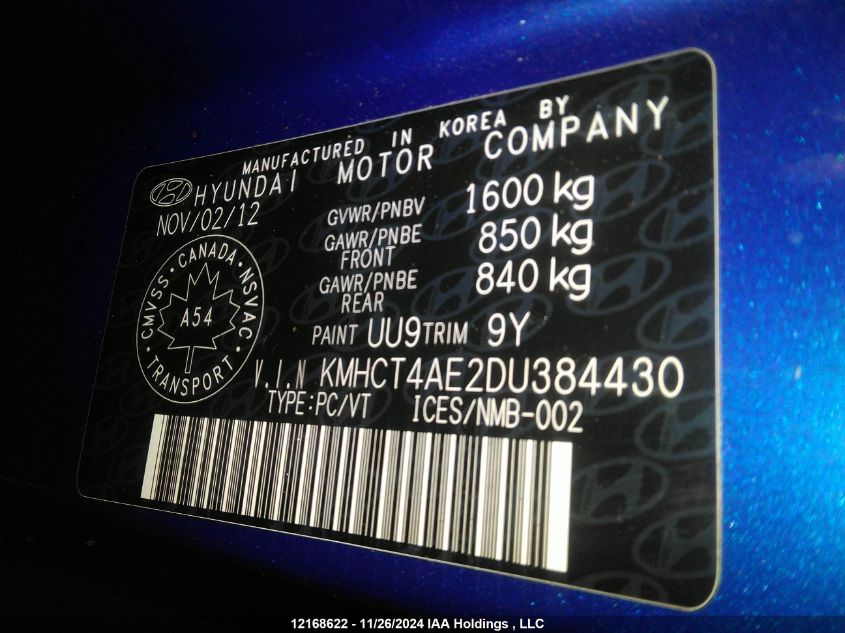 MANUFACTURED IN KOREA BY
HYUNDAI MOTOR COMPANY
NOV/02/12
GVWR/PNBV 1600 kg
GAWR/PNBE FRONT 850 kg
GAWR/PNBE REAR 840 kg
CMVSS · CANADA · NSVAC · TRANSPORT ·
A54
PAINT UU9 TRIM 9Y
V.I.N KMHCT4AE2DU384430
TYPE:PC/VT ICES/NMB-002
12168622 - 11/26/2024 IAA Holdings , LLC